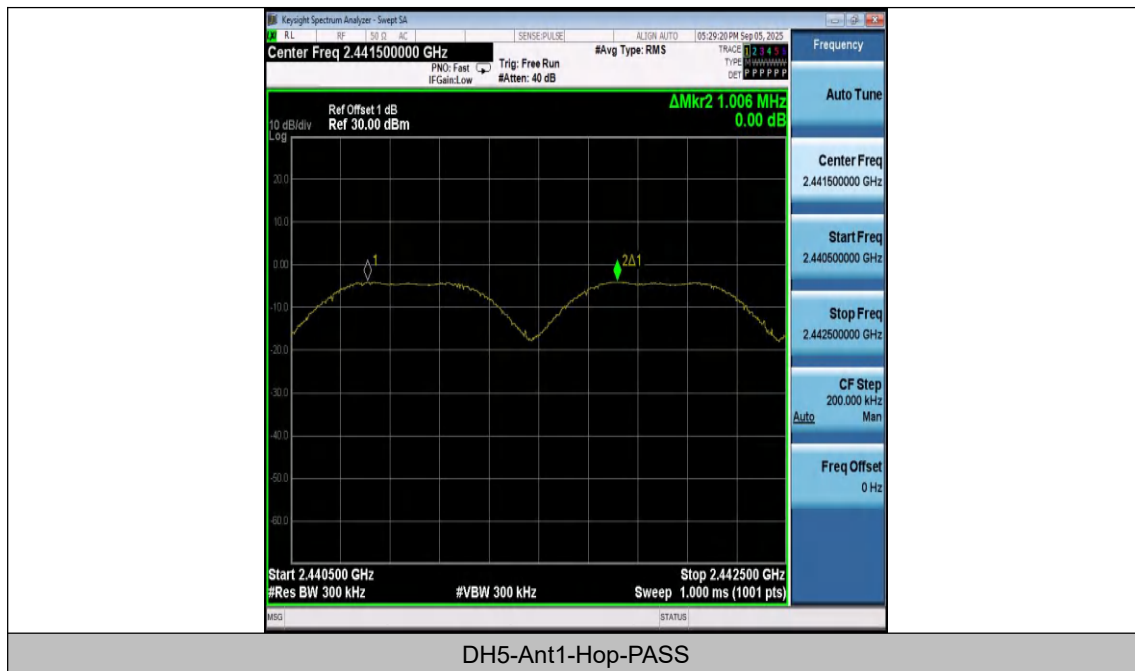 Keysight Spectrum Analyzer - Swept SA
RL RF 50 Ω AC SENSE:PULSE ALIGN AUTO 05:29:20 PM Sep 05, 2025
Center Freq 2.441500000 GHz
PNO: Fast
IFGain:Low
Trig: Free Run
#Atten: 40 dB
#Avg Type: RMS
TRACE 1 2 3 4 5 6
TYPE M W W W W W
DET P P P P P P
Ref Offset 1 dB
10 dB/div Ref 30.00 dBm
Log
ΔMkr2 1.006 MHz
0.00 dB
20.0
10.0
0.00
-10.0
-20.0
-30.0
-40.0
-50.0
-60.0
1
2Δ1
Start 2.440500 GHz Stop 2.442500 GHz
#Res BW 300 kHz #VBW 300 kHz Sweep 1.000 ms (1001 pts)
MSG STATUS
Frequency
Auto Tune
Center Freq
2.441500000 GHz
Start Freq
2.440500000 GHz
Stop Freq
2.442500000 GHz
CF Step
200.000 kHz
Auto Man
Freq Offset
0 Hz
DH5-Ant1-Hop-PASS